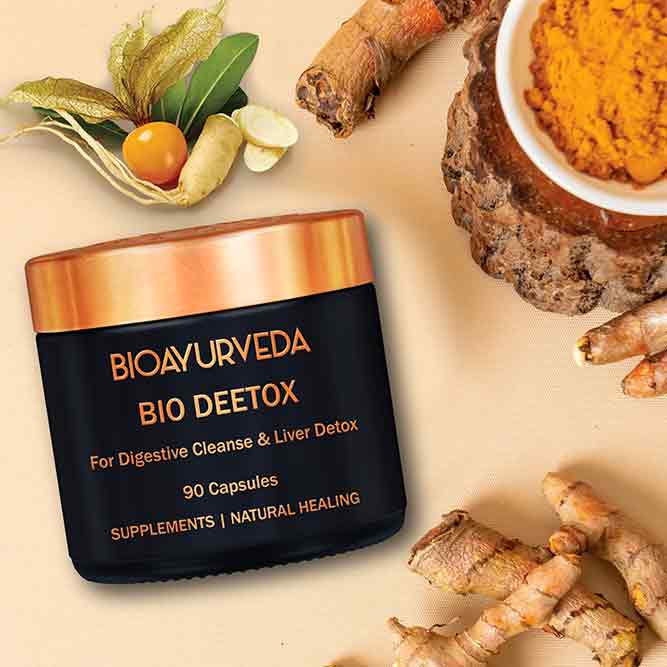 BIOAYURVEDA
BIO DEETOX
For Digestive Cleanse & Liver Detox
90 Capsules
SUPPLEMENTS | NATURAL HEALING